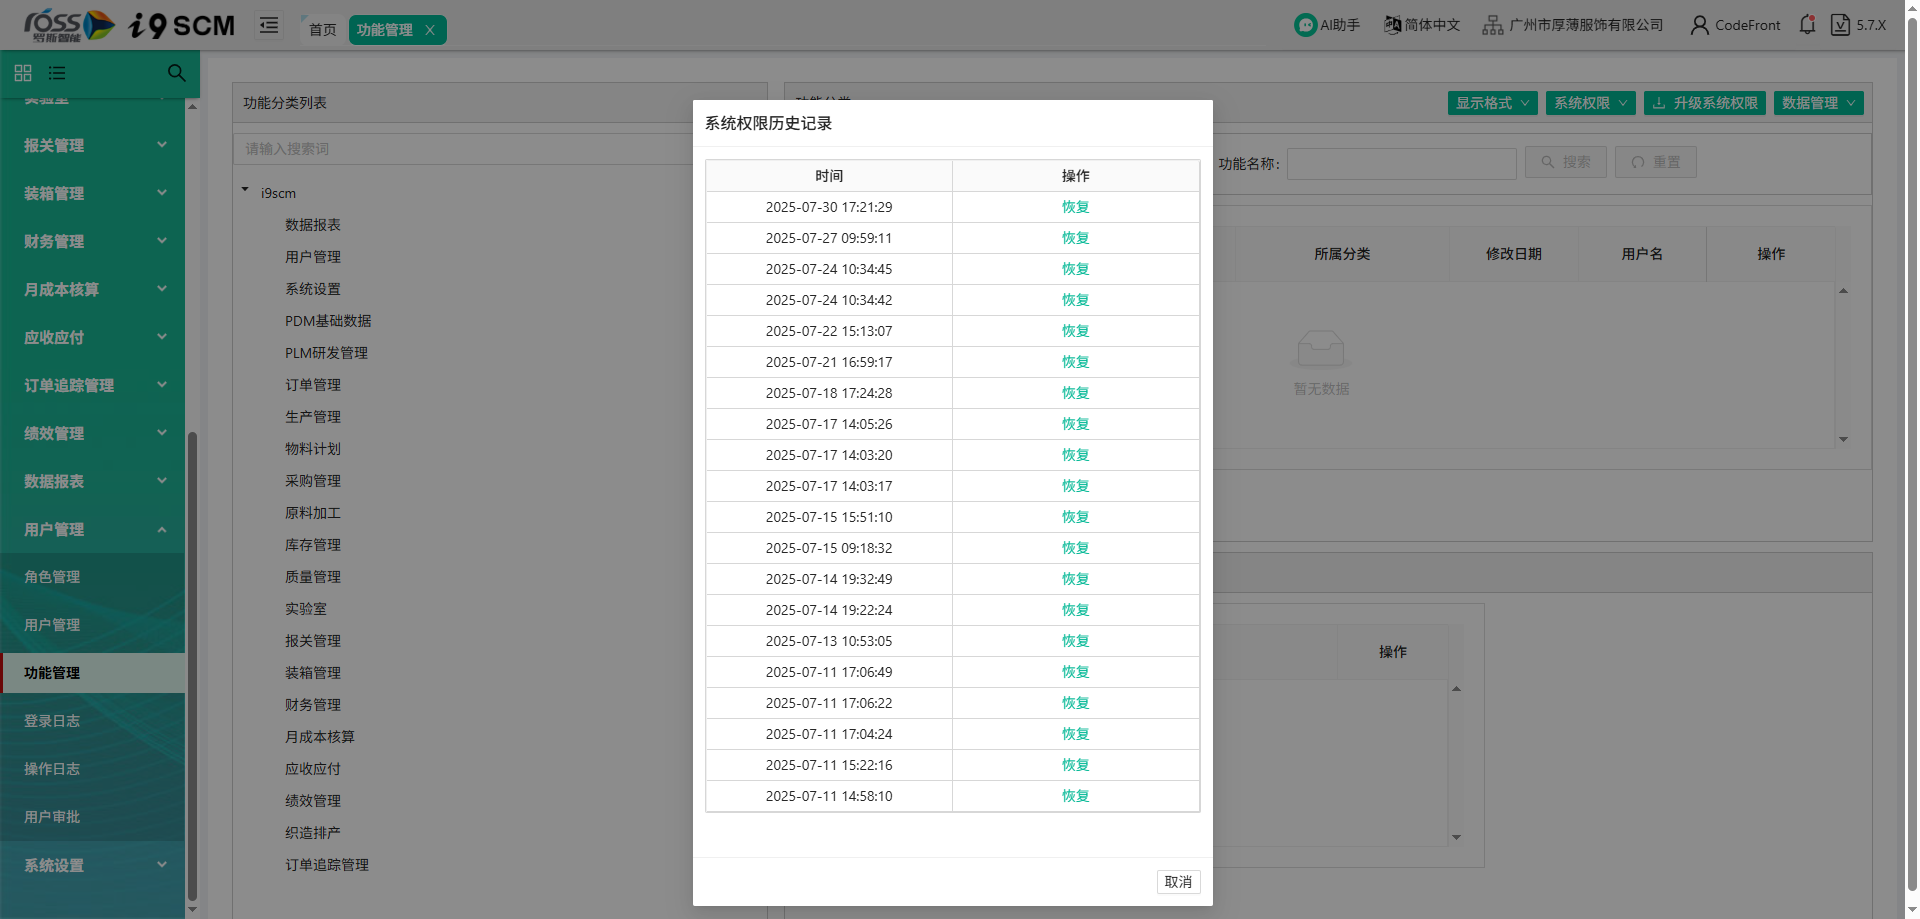 rōss
罗斯智能
i9 SCM
首页
功能管理
AI助手
简体中文
广州市厚薄服饰有限公司
CodeFront
5.7.X
实验室
报关管理
装箱管理
财务管理
月成本核算
应收应付
订单追踪管理
绩效管理
数据报表
用户管理
角色管理
用户管理
功能管理
登录日志
操作日志
用户审批
系统设置
功能分类列表
请输入搜索词
i9scm
数据报表
用户管理
系统设置
PDM基础数据
PLM研发管理
订单管理
生产管理
物料计划
采购管理
原料加工
库存管理
质量管理
实验室
报关管理
装箱管理
财务管理
月成本核算
应收应付
绩效管理
织造排产
订单追踪管理
功能分类
显示格式
系统权限
升级系统权限
数据管理
功能名称:
搜索
重置
所属分类
修改日期
用户名
操作
暂无数据
操作
系统权限历史记录
时间 操作
2025-07-30 17:21:29 恢复
2025-07-27 09:59:11 恢复
2025-07-24 10:34:45 恢复
2025-07-24 10:34:42 恢复
2025-07-22 15:13:07 恢复
2025-07-21 16:59:17 恢复
2025-07-18 17:24:28 恢复
2025-07-17 14:05:26 恢复
2025-07-17 14:03:20 恢复
2025-07-17 14:03:17 恢复
2025-07-15 15:51:10 恢复
2025-07-15 09:18:32 恢复
2025-07-14 19:32:49 恢复
2025-07-14 19:22:24 恢复
2025-07-13 10:53:05 恢复
2025-07-11 17:06:49 恢复
2025-07-11 17:06:22 恢复
2025-07-11 17:04:24 恢复
2025-07-11 15:22:16 恢复
2025-07-11 14:58:10 恢复
取消